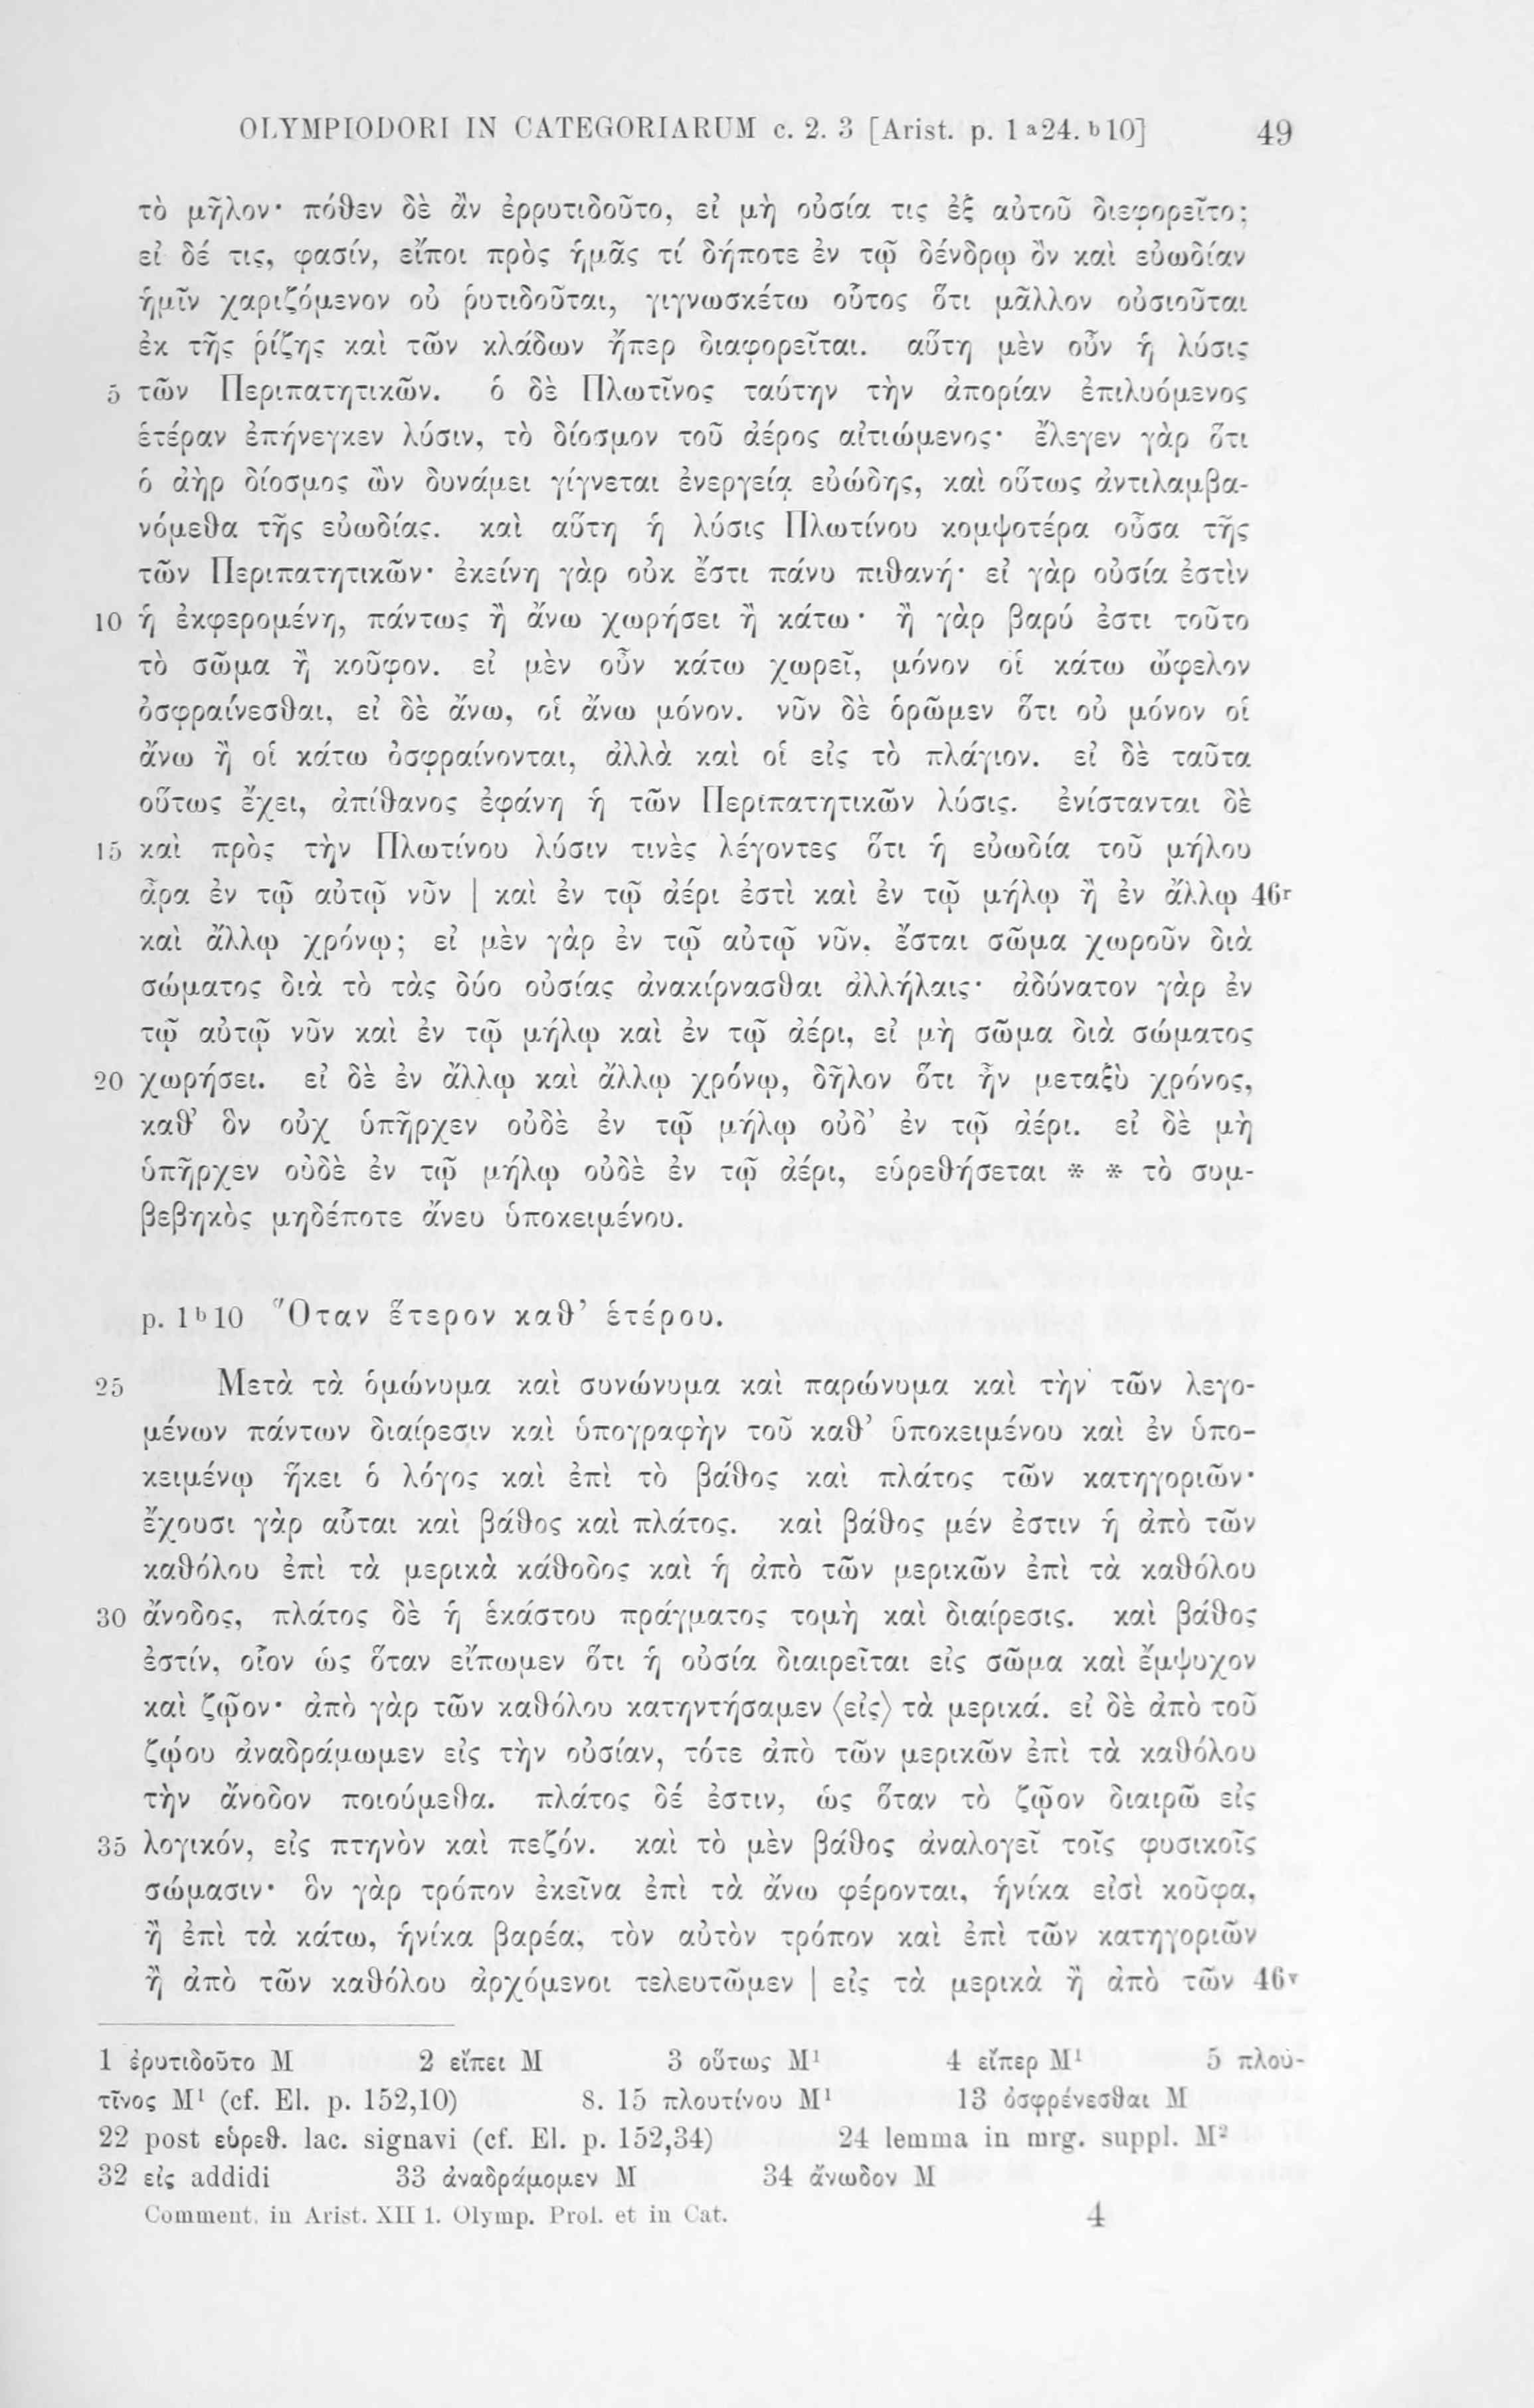 OLYMPIODORI IN CATEGORIARUM c. 2. 3 [Arist. p. 1 a 24. b 10] 49
τὸ μῆλον· πόθεν δὲ ἂν ἐρρυτιδοῦτο, εἰ μὴ οὐσία τις ἐξ αὐτοῦ διεφορεῖτο;
εἰ δέ τις, φασίν, εἴποι πρὸς ἡμᾶς τί δήποτε ἐν τῷ δένδρῳ ὂν καὶ εὐωδίαν
ἡμῖν χαριζόμενον οὐ ῥυτιδοῦται, γιγνωσκέτω οὗτος ὅτι μᾶλλον οὐσιοῦται
ἐκ τῆς ῥίζης καὶ τῶν κλάδων ἤπερ διαφορεῖται. αὕτη μὲν οὖν ἡ λύσις
5 τῶν Περιπατητικῶν. ὁ δὲ Πλωτῖνος ταύτην τὴν ἀπορίαν ἐπιλυόμενος
ἑτέραν ἐπήνεγκεν λύσιν, τὸ δίοσμον τοῦ ἀέρος αἰτιώμενος· ἔλεγεν γὰρ ὅτι
ὁ ἀὴρ δίοσμος ὢν δυνάμει γίγνεται ἐνεργείᾳ εὐώδης, καὶ οὕτως ἀντιλαμβα-
νόμεθα τῆς εὐωδίας. καὶ αὕτη ἡ λύσις Πλωτίνου κομψοτέρα οὖσα τῆς
τῶν Περιπατητικῶν· ἐκείνη γὰρ οὐκ ἔστι πάνυ πιθανή· εἰ γὰρ οὐσία ἐστὶν
10 ἡ ἐκφερομένη, πάντως ἢ ἄνω χωρήσει ἢ κάτω· ἢ γὰρ βαρύ ἐστι τοῦτο
τὸ σῶμα ἢ κοῦφον. εἰ μὲν οὖν κάτω χωρεῖ, μόνον οἱ κάτω ὤφελον
ὀσφραίνεσθαι, εἰ δὲ ἄνω, οἱ ἄνω μόνον. νῦν δὲ ὁρῶμεν ὅτι οὐ μόνον οἱ
ἄνω ἢ οἱ κάτω ὀσφραίνονται, ἀλλὰ καὶ οἱ εἰς τὸ πλάγιον. εἰ δὲ ταῦτα
οὕτως ἔχει, ἀπίθανος ἐφάνη ἡ τῶν Περιπατητικῶν λύσις. ἐνίστανται δὲ
15 καὶ πρὸς τὴν Πλωτίνου λύσιν τινὲς λέγοντες ὅτι ἡ εὐωδία τοῦ μήλου
ἆρα ἐν τῷ αὐτῷ νῦν | καὶ ἐν τῷ ἀέρι ἐστὶ καὶ ἐν τῷ μήλῳ ἢ ἐν ἄλλῳ 46r
καὶ ἄλλῳ χρόνῳ; εἰ μὲν γὰρ ἐν τῷ αὐτῷ νῦν, ἔσται σῶμα χωροῦν διὰ
σώματος διὰ τὸ τὰς δύο οὐσίας ἀνακίρνασθαι ἀλλήλαις· ἀδύνατον γὰρ ἐν
τῷ αὐτῷ νῦν καὶ ἐν τῷ μήλῳ καὶ ἐν τῷ ἀέρι, εἰ μὴ σῶμα διὰ σώματος
20 χωρήσει. εἰ δὲ ἐν ἄλλῳ καὶ ἄλλῳ χρόνῳ, δῆλον ὅτι ἦν μεταξὺ χρόνος,
καθ’ ὃν οὐχ ὑπῆρχεν οὐδὲ ἐν τῷ μήλῳ οὐδ’ ἐν τῷ ἀέρι. εἰ δὲ μὴ
ὑπῆρχεν οὐδὲ ἐν τῷ μήλῳ οὐδὲ ἐν τῷ ἀέρι, εὑρεθήσεται * * τὸ συμ-
βεβηκὸς μηδέποτε ἄνευ ὑποκειμένου.
p. 1 b 10 Ὅταν ἕτερον καθ’ ἑτέρου.
25 Μετὰ τὰ ὁμώνυμα καὶ συνώνυμα καὶ παρώνυμα καὶ τὴν τῶν λεγο-
μένων πάντων διαίρεσιν καὶ ὑπογραφὴν τοῦ καθ’ ὑποκειμένου καὶ ἐν ὑπο-
κειμένῳ ἥκει ὁ λόγος καὶ ἐπὶ τὸ βάθος καὶ πλάτος τῶν κατηγοριῶν·
ἔχουσι γὰρ αὗται καὶ βάθος καὶ πλάτος. καὶ βάθος μέν ἐστιν ἡ ἀπὸ τῶν
καθόλου ἐπὶ τὰ μερικὰ κάθοδος καὶ ἡ ἀπὸ τῶν μερικῶν ἐπὶ τὰ καθόλου
30 ἄνοδος, πλάτος δὲ ἡ ἑκάστου πράγματος τομὴ καὶ διαίρεσις. καὶ βάθος
ἐστίν, οἷον ὡς ὅταν εἴπωμεν ὅτι ἡ οὐσία διαιρεῖται εἰς σῶμα καὶ ἔμψυχον
καὶ ζῷον· ἀπὸ γὰρ τῶν καθόλου κατηντήσαμεν ⟨εἰς⟩ τὰ μερικά. εἰ δὲ ἀπὸ τοῦ
ζῴου ἀναδράμωμεν εἰς τὴν οὐσίαν, τότε ἀπὸ τῶν μερικῶν ἐπὶ τὰ καθόλου
τὴν ἄνοδον ποιούμεθα. πλάτος δέ ἐστιν, ὡς ὅταν τὸ ζῷον διαιρῶ εἰς
35 λογικόν, εἰς πτηνὸν καὶ πεζόν. καὶ τὸ μὲν βάθος ἀναλογεῖ τοῖς φυσικοῖς
σώμασιν· ὃν γὰρ τρόπον ἐκεῖνα ἐπὶ τὰ ἄνω φέρονται, ἡνίκα εἰσὶ κοῦφα,
ἢ ἐπὶ τὰ κάτω, ἡνίκα βαρέα, τὸν αὐτὸν τρόπον καὶ ἐπὶ τῶν κατηγοριῶν
ἢ ἀπὸ τῶν καθόλου ἀρχόμενοι τελευτῶμεν | εἰς τὰ μερικὰ ἢ ἀπὸ τῶν 46v
1 ἐρυτιδοῦτο M 2 εἴπει M 3 οὕτως M¹ 4 εἴπερ M¹ 5 πλου-
τῖνος M¹ (cf. El. p. 152,10) 8. 15 πλουτίνου M¹ 13 ὀσφρένεσθαι M
22 post εὑρεθ. lac. signavi (cf. El. p. 152,34) 24 lemma in mrg. suppl. M²
32 εἰς addidi 33 ἀναδράμομεν M 34 ἄνωδον M
Comment. in Arist. XII 1. Olymp. Prol. et in Cat. 4